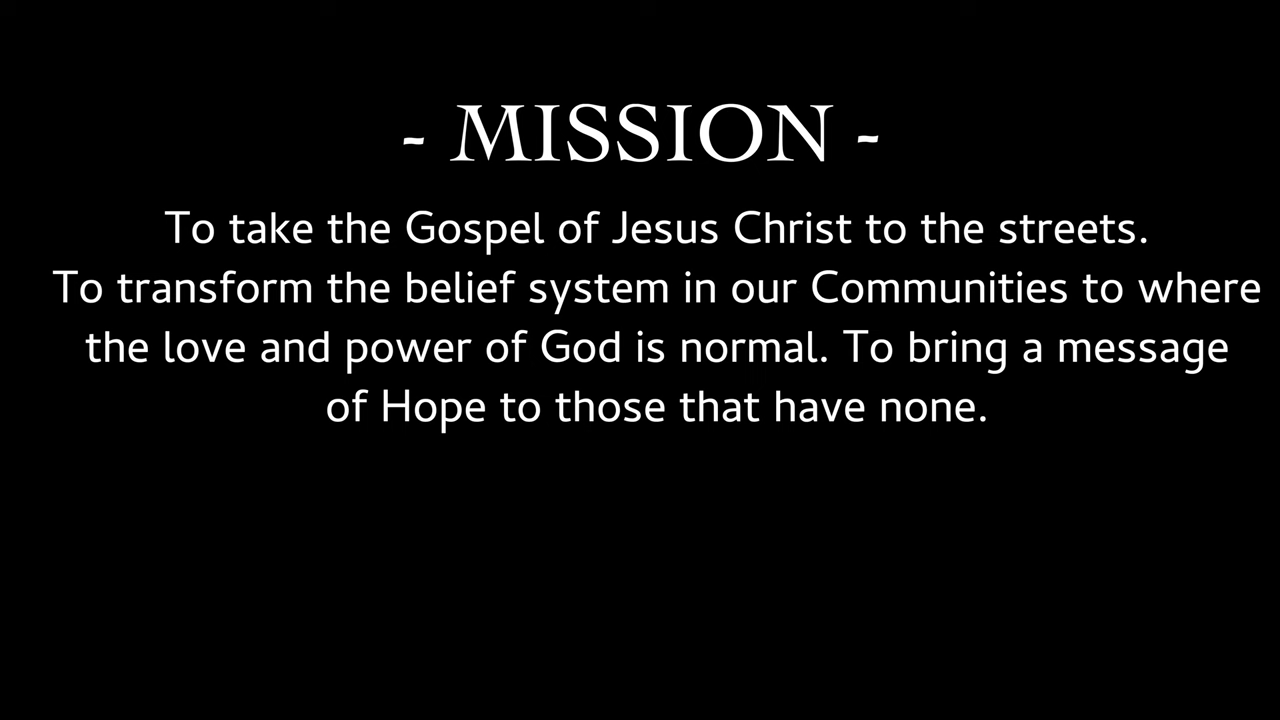 - MISSION -
To take the Gospel of Jesus Christ to the streets.
To transform the belief system in our Communities to where
the love and power of God is normal. To bring a message
of Hope to those that have none.